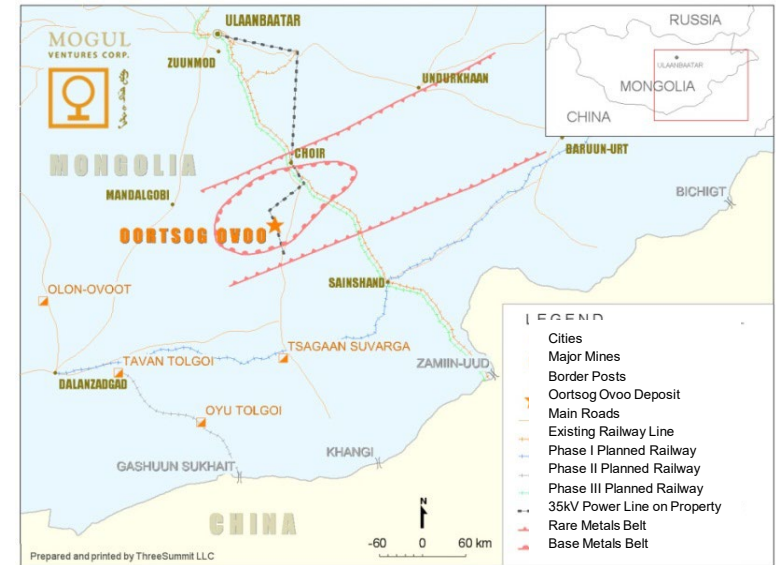 MOGUL
VENTURES CORP.
ULAANBAATAR
ZUUNMOD
UNDURKHAAN
RUSSIA
ULAANBAATAR
MONGOLIA
CHINA
CHOIR
BARUUN-URT
MONGOLIA
MANDALGOBI
BICHIGT
OORTSOG OVOO
SAINSHAND
OLON-OVOOT
TSAGAAN SUVARGA
TAVAN TOLGOI
ZAMIIN-UUD
DALANZADGAD
OYU TOLGOI
KHANGI
GASHUUN SUKHAIT
CHINA
N
-60 0 60 km
Prepared and printed by ThreeSummit LLC
LEGEND
Cities
Major Mines
Border Posts
Oortsog Ovoo Deposit
Main Roads
Existing Railway Line
Phase I Planned Railway
Phase II Planned Railway
Phase III Planned Railway
35kV Power Line on Property
Rare Metals Belt
Base Metals Belt